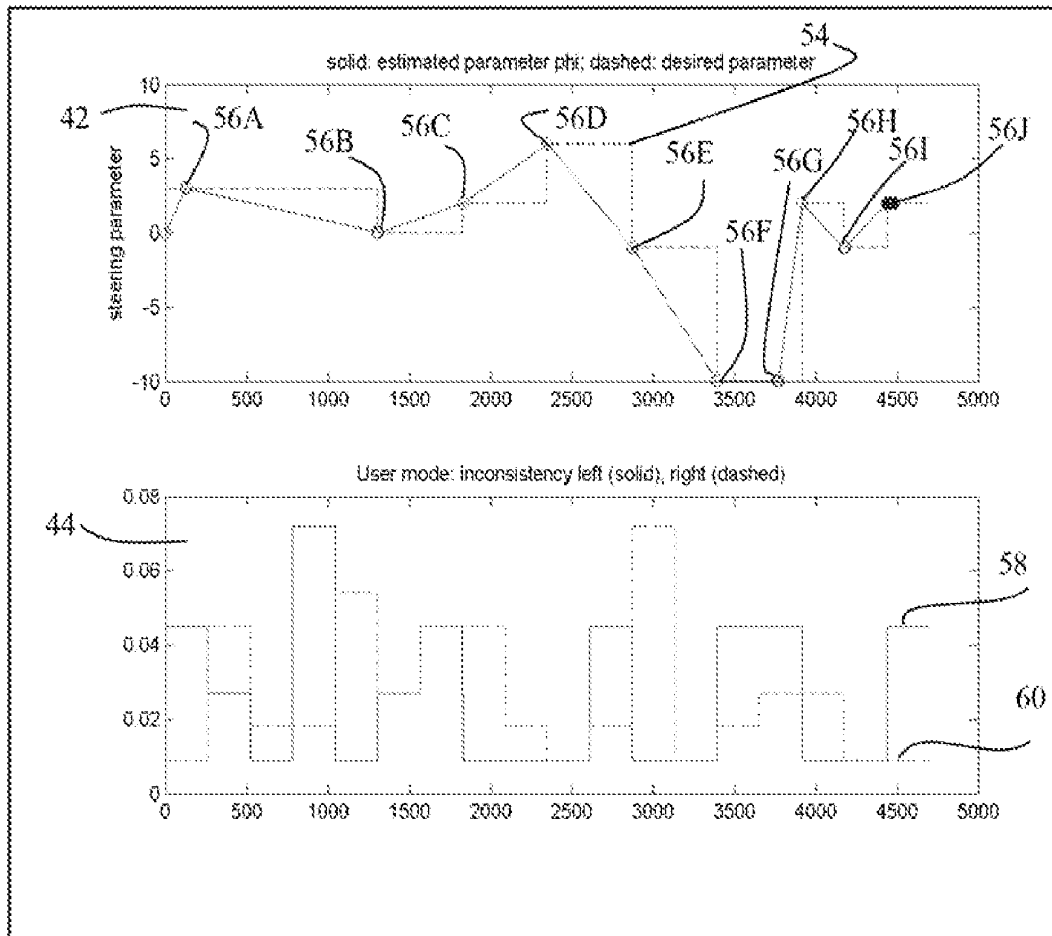 solid: estimated parameter phi; dashed: desired parameter
54
42
56A
56B
56C
56D
56E
56F
56G
56H
56I
56J
steering parameter
10
5
0
-5
-10
0 500 1000 1500 2000 2500 3000 3500 4000 4500 5000
User mode: inconsistency left (solid), right (dashed)
44
58
60
0.08
0.06
0.04
0.02
0
0 500 1000 1500 2000 2500 3000 3500 4000 4500 5000